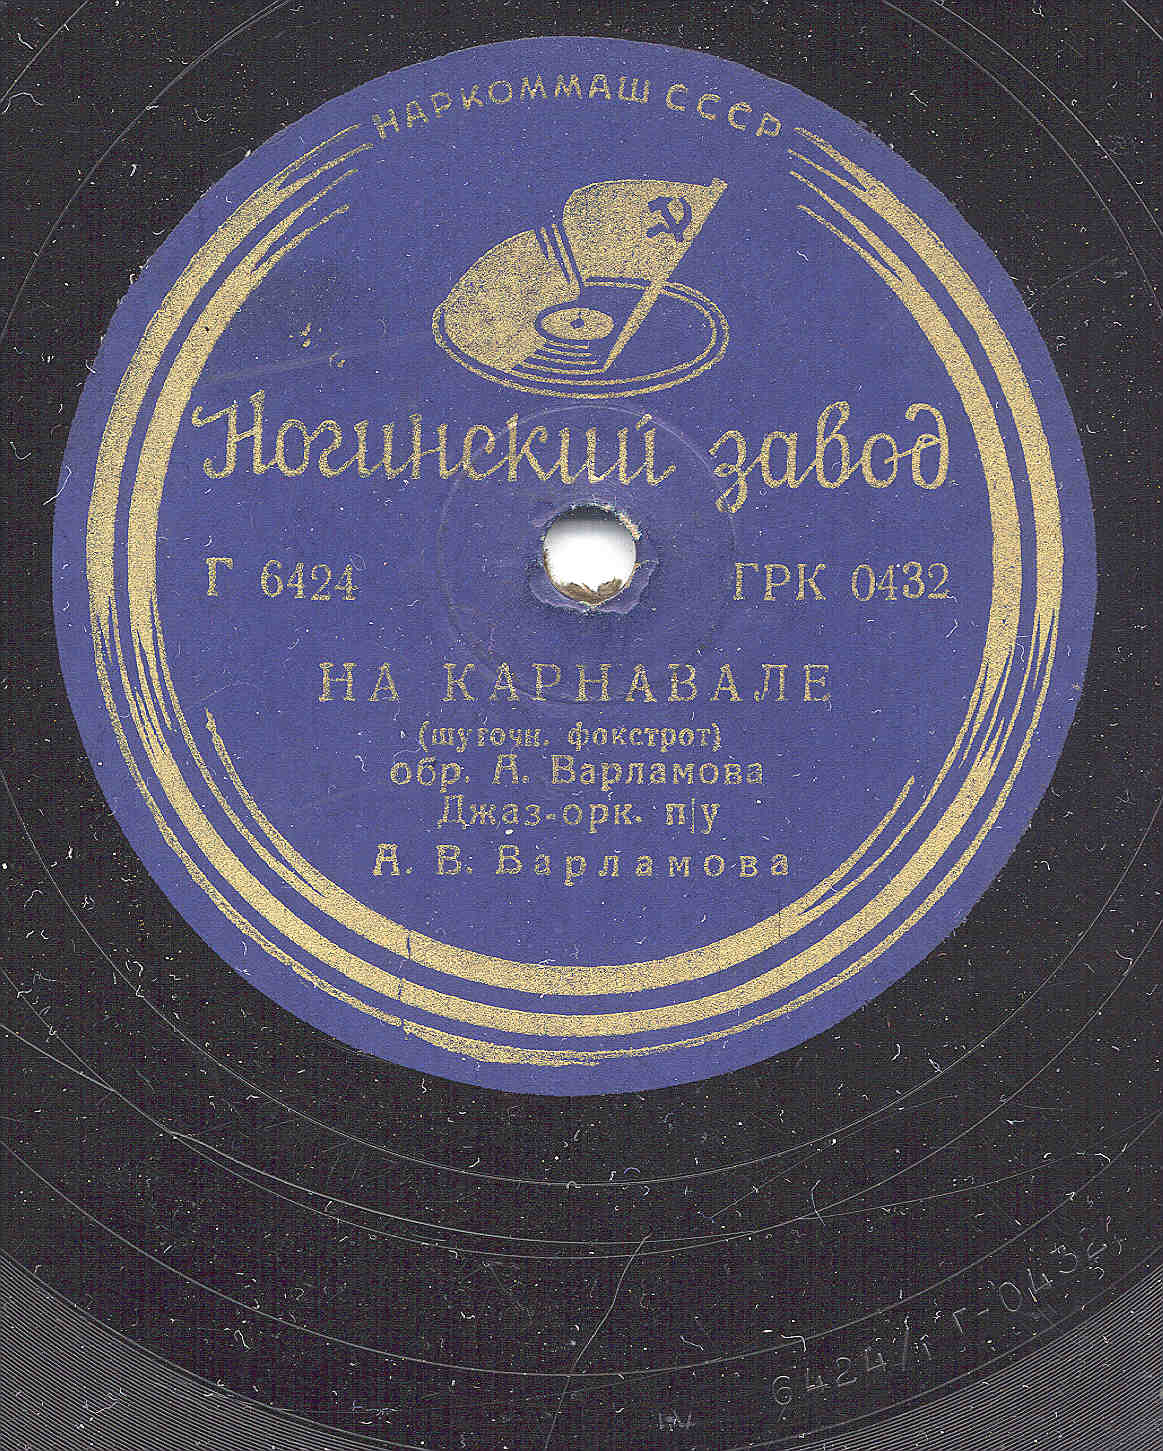 НАРКОММАШ СССР
Ногинский завод
Г 6424 ГРК 0432
НА КАРНАВАЛЕ
(шуточн. фокстрот)
обр. А. Варламова
Джаз-орк. п/у
А. В. Варламова
6424/1 Г-0432